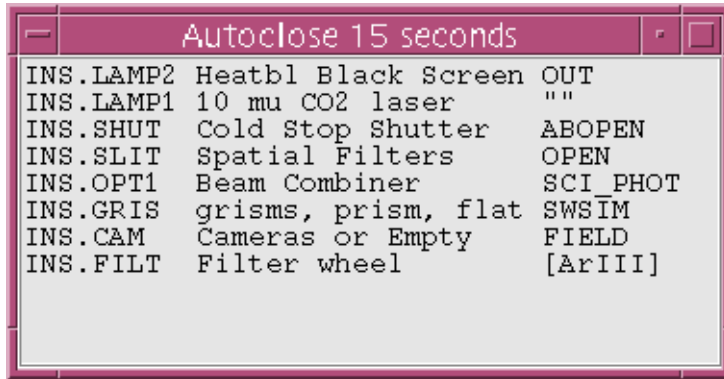 Autoclose 15 seconds
INS.LAMP2 Heatbl Black Screen OUT
INS.LAMP1 10 mu CO2 laser ""
INS.SHUT Cold Stop Shutter ABOPEN
INS.SLIT Spatial Filters OPEN
INS.OPT1 Beam Combiner SCI_PHOT
INS.GRIS grisms, prism, flat SWSIM
INS.CAM Cameras or Empty FIELD
INS.FILT Filter wheel [ArIII]